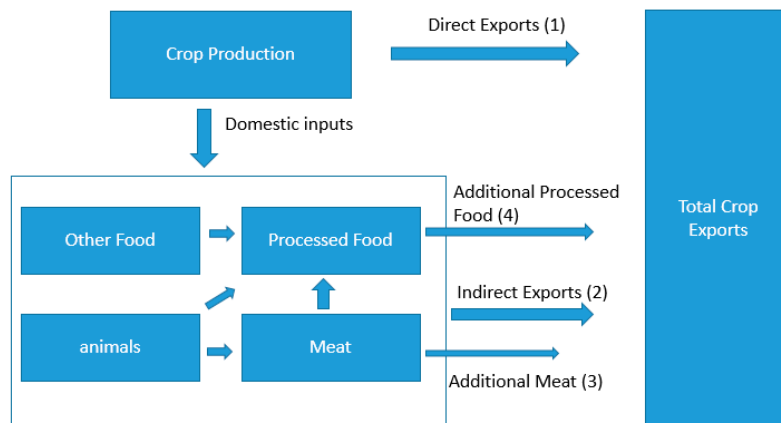 Direct Exports (1)
Crop Production
Domestic inputs
Additional Processed
Food (4)
Total Crop
Exports
Other Food
Processed Food
Indirect Exports (2)
animals
Meat
Additional Meat (3)